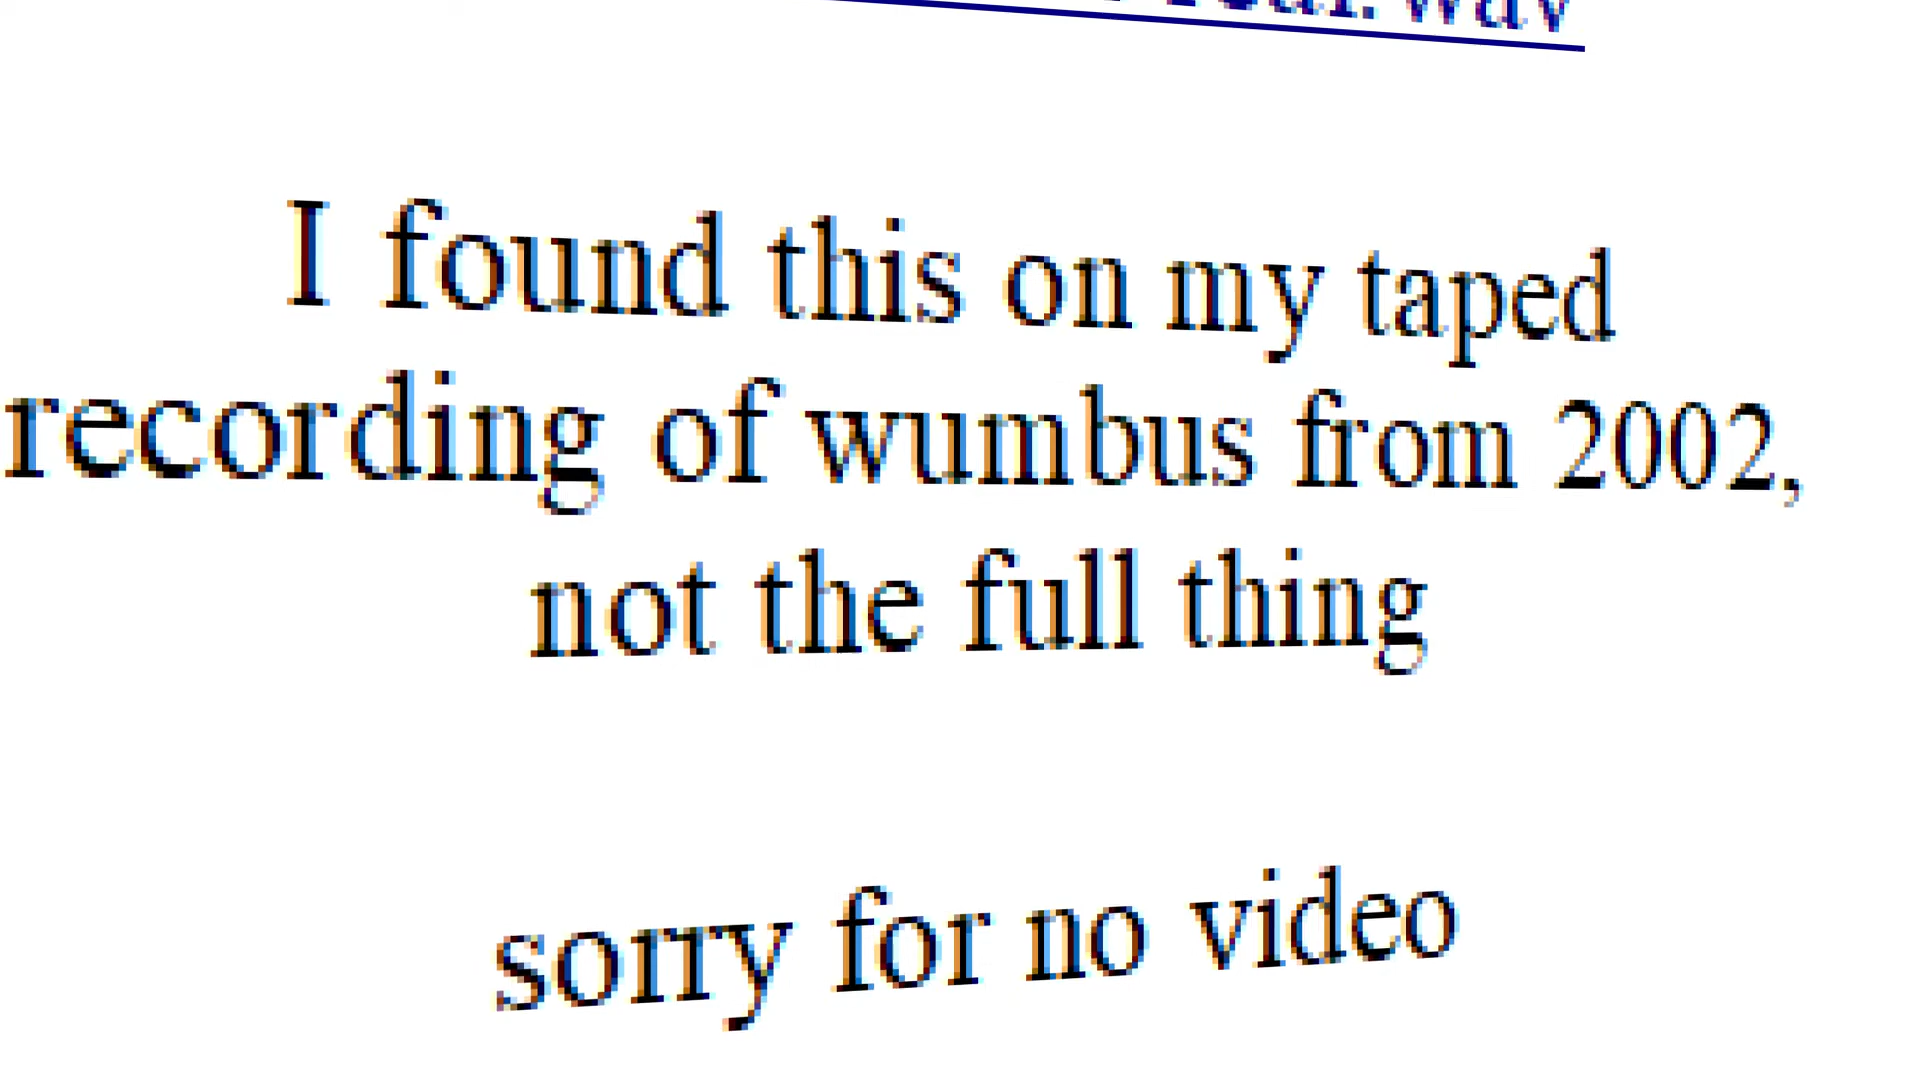 I found this on my taped
recording of wumbus from 2002,
not the full thing
sorry for no video